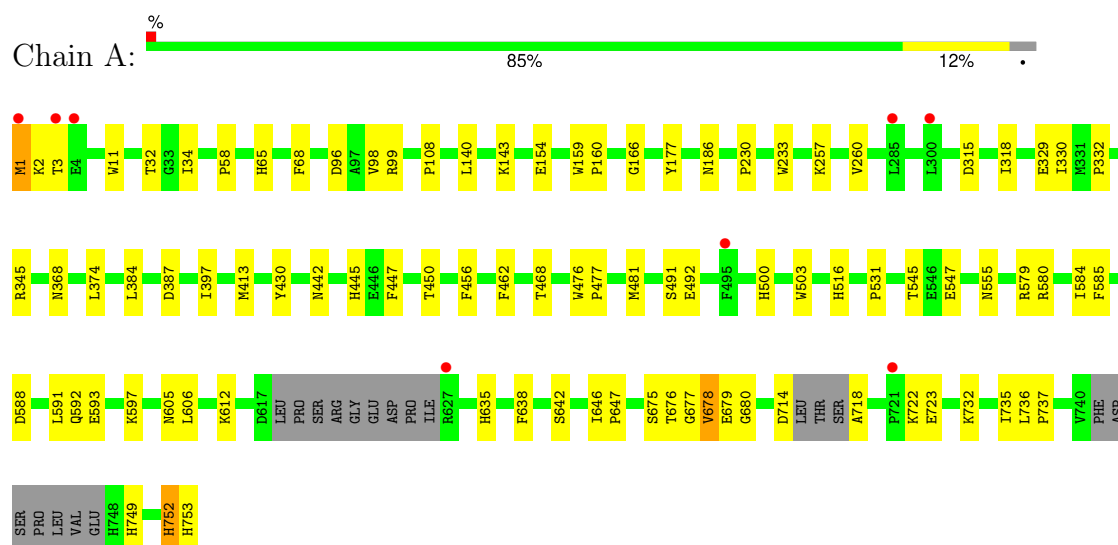 %
Chain A:
85% 12% •
M1 K2 T3 E4 W11 T32 G33 I34 P58 H65 F68 D96 A97 V98 R99 P108 L140 K143 E154 W159 P160 G166 Y177 N186 P230 W233 K257 V260 L285 L300 D315 I318 E329 I330 M331 P332
R345 N368 L374 L384 D387 I397 M413 Y430 N442 H445 E446 F447 T450 F456 F462 T468 W476 P477 M481 S491 E492 F495 H500 W503 H516 P531 T545 E546 E547 N555 R579 R580 I584 F585
D588 L591 Q592 E593 K597 N605 L606 K612 D617 LEU PRO SER ARG GLY GLU ASP PRO ILE R627 H635 F638 S642 I646 P647 S675 T676 G677 V678 E679 G680 D714 LEU THR SER A718 P721 K722 E723 K732 I735 L736 P737 V740 PHE ASP
SER PRO LEU VAL GLU H748 H749 H752 H753